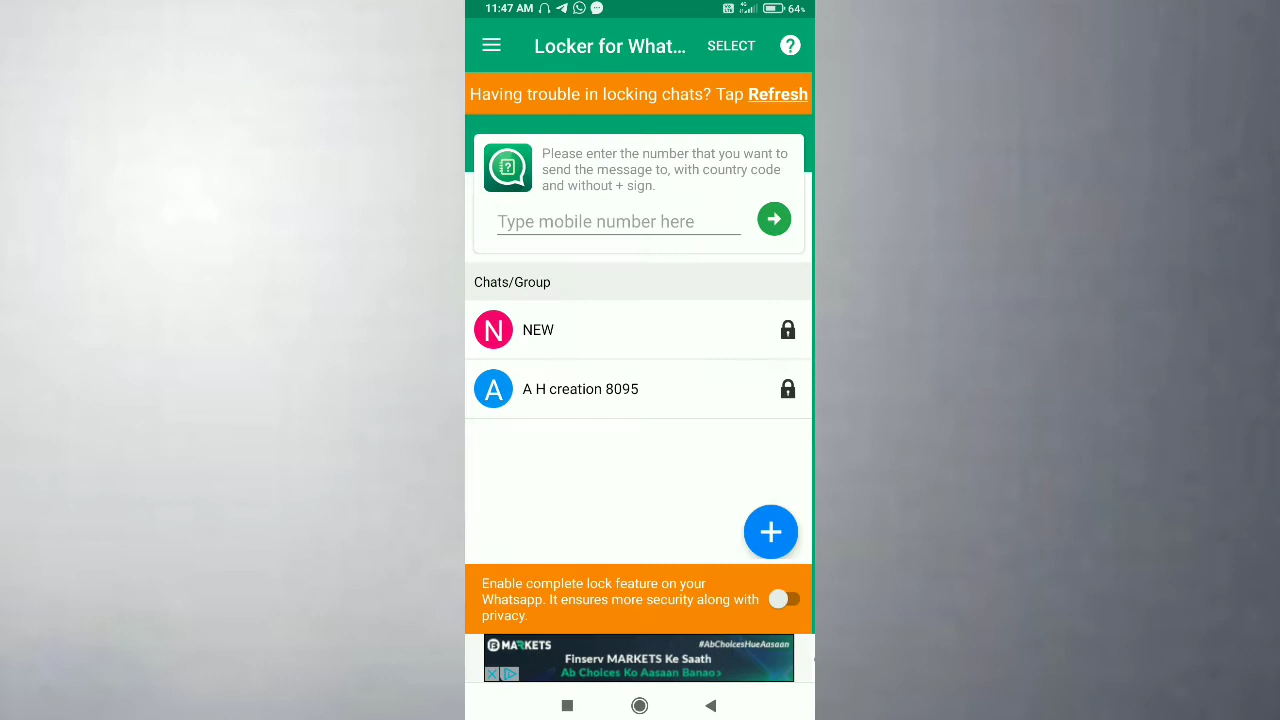 11:47 AM 4G 64%
Locker for What... SELECT ?
Having trouble in locking chats? Tap Refresh
Please enter the number that you want to
send the message to, with country code
and without + sign.
Type mobile number here
Chats/Group
N NEW
A A H creation 8095
Enable complete lock feature on your
Whatsapp. It ensures more security along with
privacy.
MARKETS #AbChoicesHueAasaan
Finserv MARKETS Ke Saath
Ab Choices Ko Aasaan Banao>